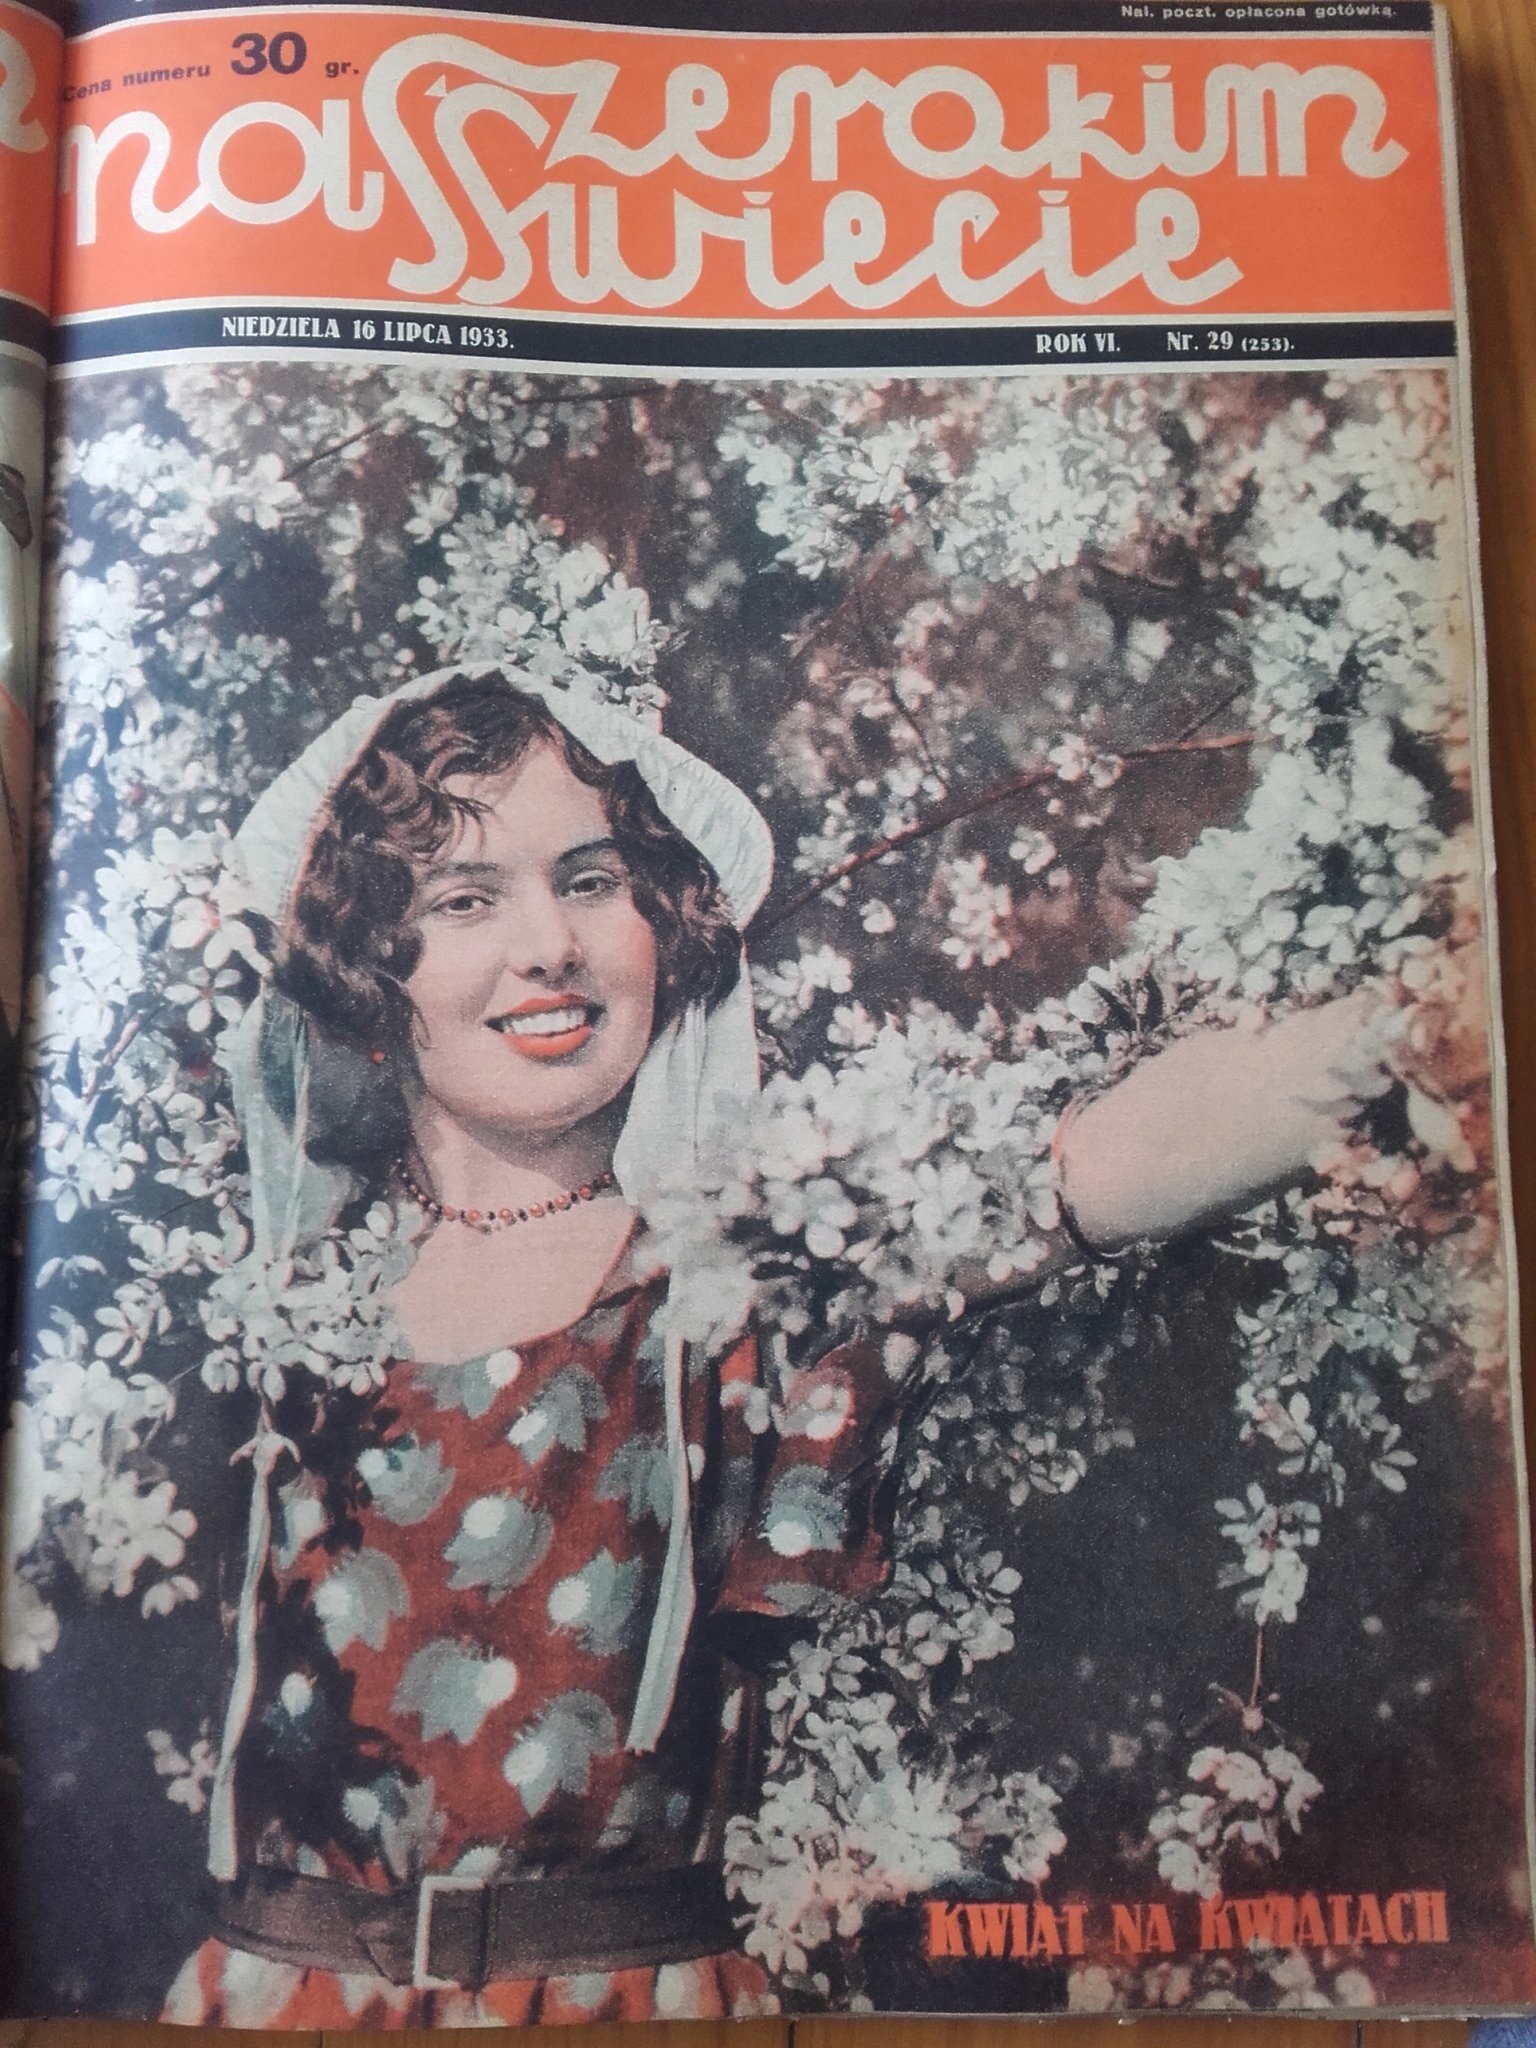 Nal. poczt. opłacona gotówką.
Cena numeru 30 gr.
na Szerokim
Świecie
NIEDZIELA 16 LIPCA 1933.
ROK VI. Nr. 29 (253).
KWIAT NA KWIATACH